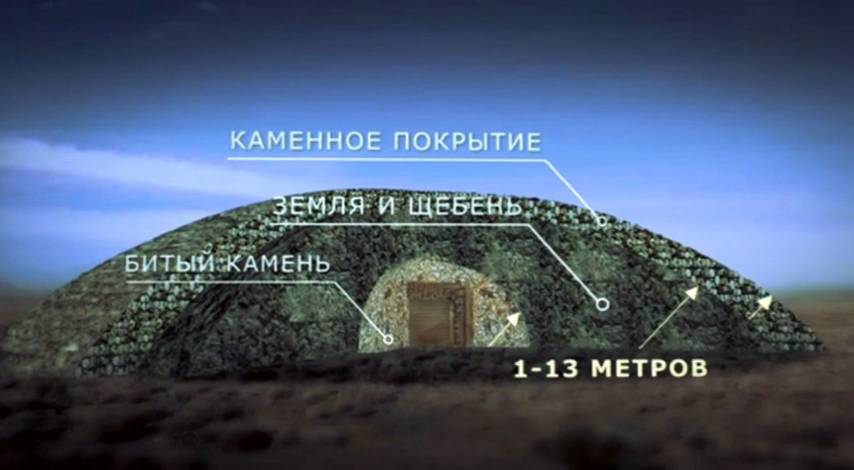 КАМЕННОЕ ПОКРЫТИЕ
ЗЕМЛЯ И ЩЕБЕНЬ
БИТЫЙ КАМЕНЬ
1-13 МЕТРОВ